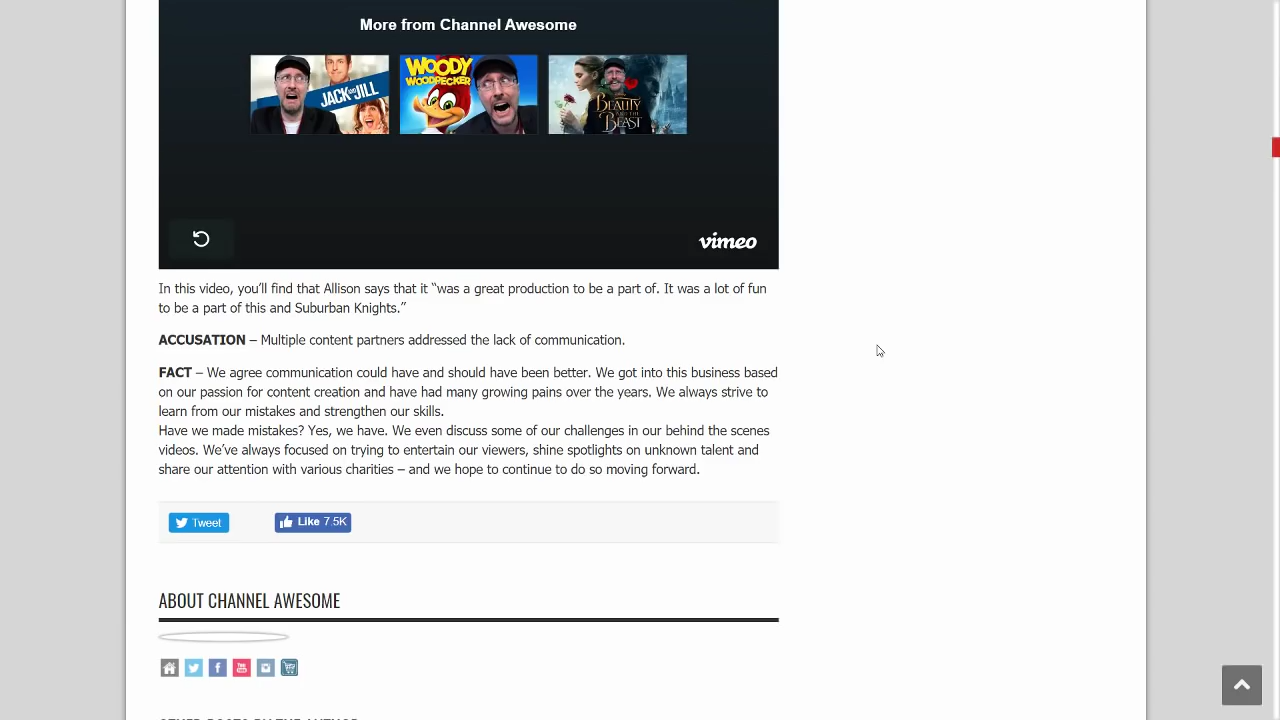 More from Channel Awesome
JACK and JILL
WOODY
WOODPECKER
BEAUTY
AND THE
BEAST
vimeo
In this video, you’ll find that Allison says that it “was a great production to be a part of. It was a lot of fun
to be a part of this and Suburban Knights.”
ACCUSATION – Multiple content partners addressed the lack of communication.
FACT – We agree communication could have and should have been better. We got into this business based
on our passion for content creation and have had many growing pains over the years. We always strive to
learn from our mistakes and strengthen our skills.
Have we made mistakes? Yes, we have. We even discuss some of our challenges in our behind the scenes
videos. We’ve always focused on trying to entertain our viewers, shine spotlights on unknown talent and
share our attention with various charities – and we hope to continue to do so moving forward.
Tweet
Like 7.5K
ABOUT CHANNEL AWESOME
You Tube
OTHER POSTS BY THE AUTHOR